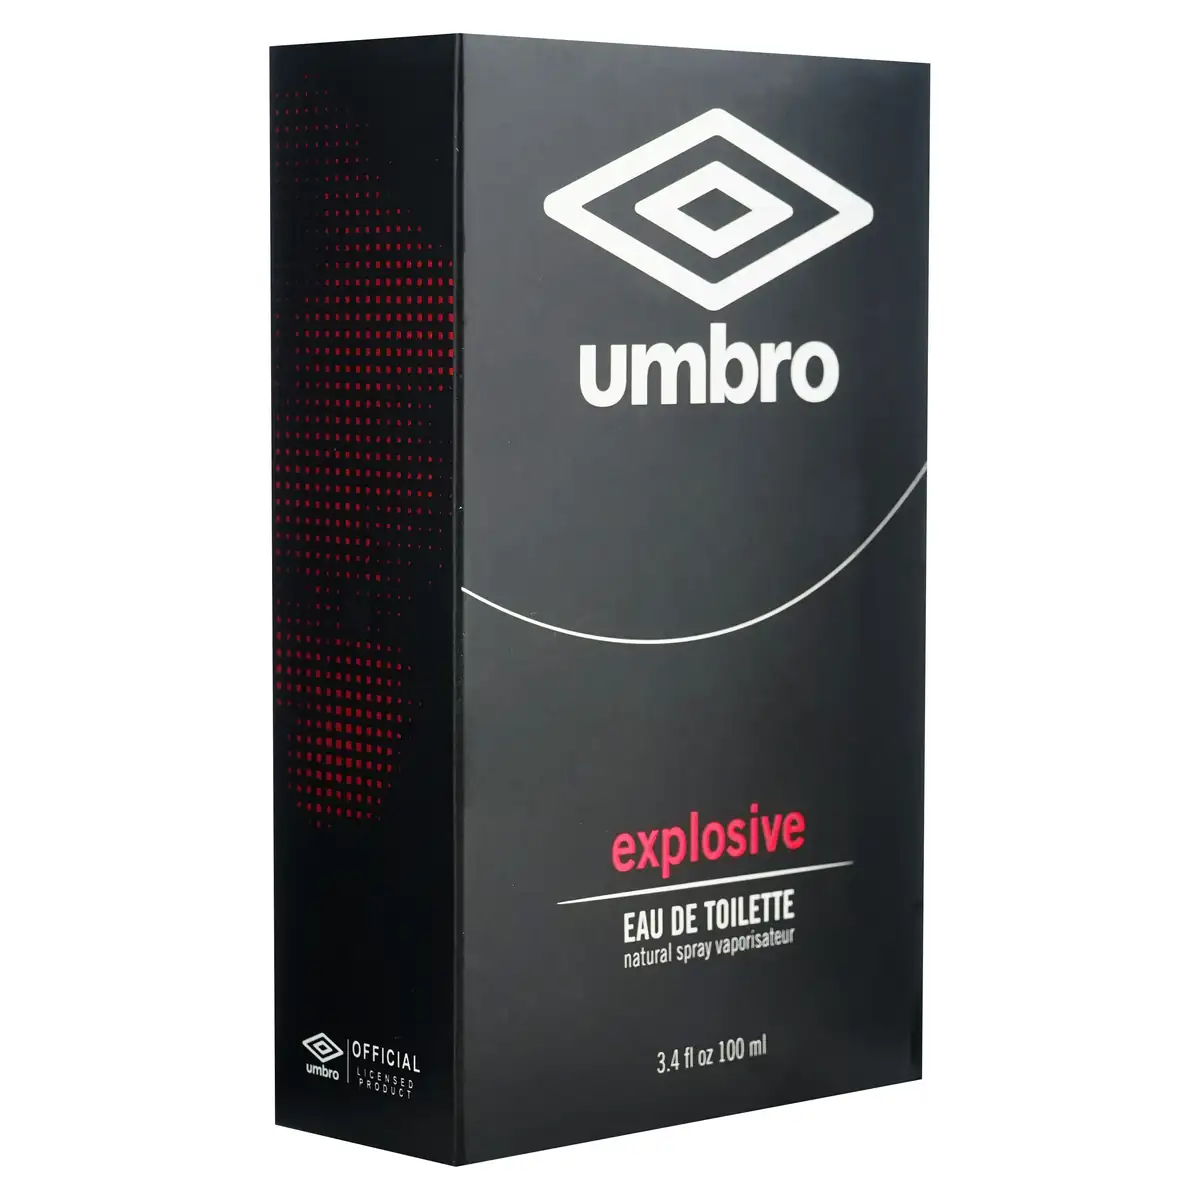 umbro
explosive
EAU DE TOILETTE
natural spray vaporisateur
3.4 fl oz 100 ml
umbro
OFFICIAL
LICENSED
PRODUCT